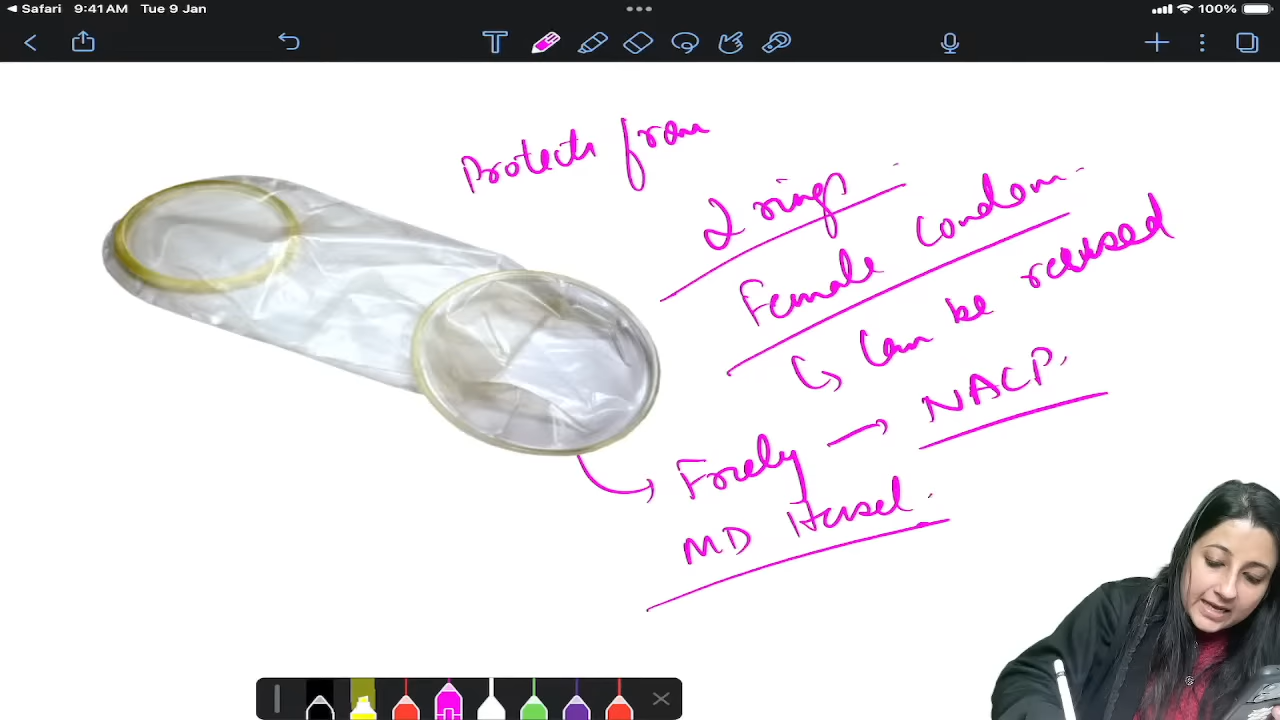 Safari 9:41 AM Tue 9 Jan 100%
T
Protects from
2 rings
Female Condom
Can be reused
Freely → NACP
MD